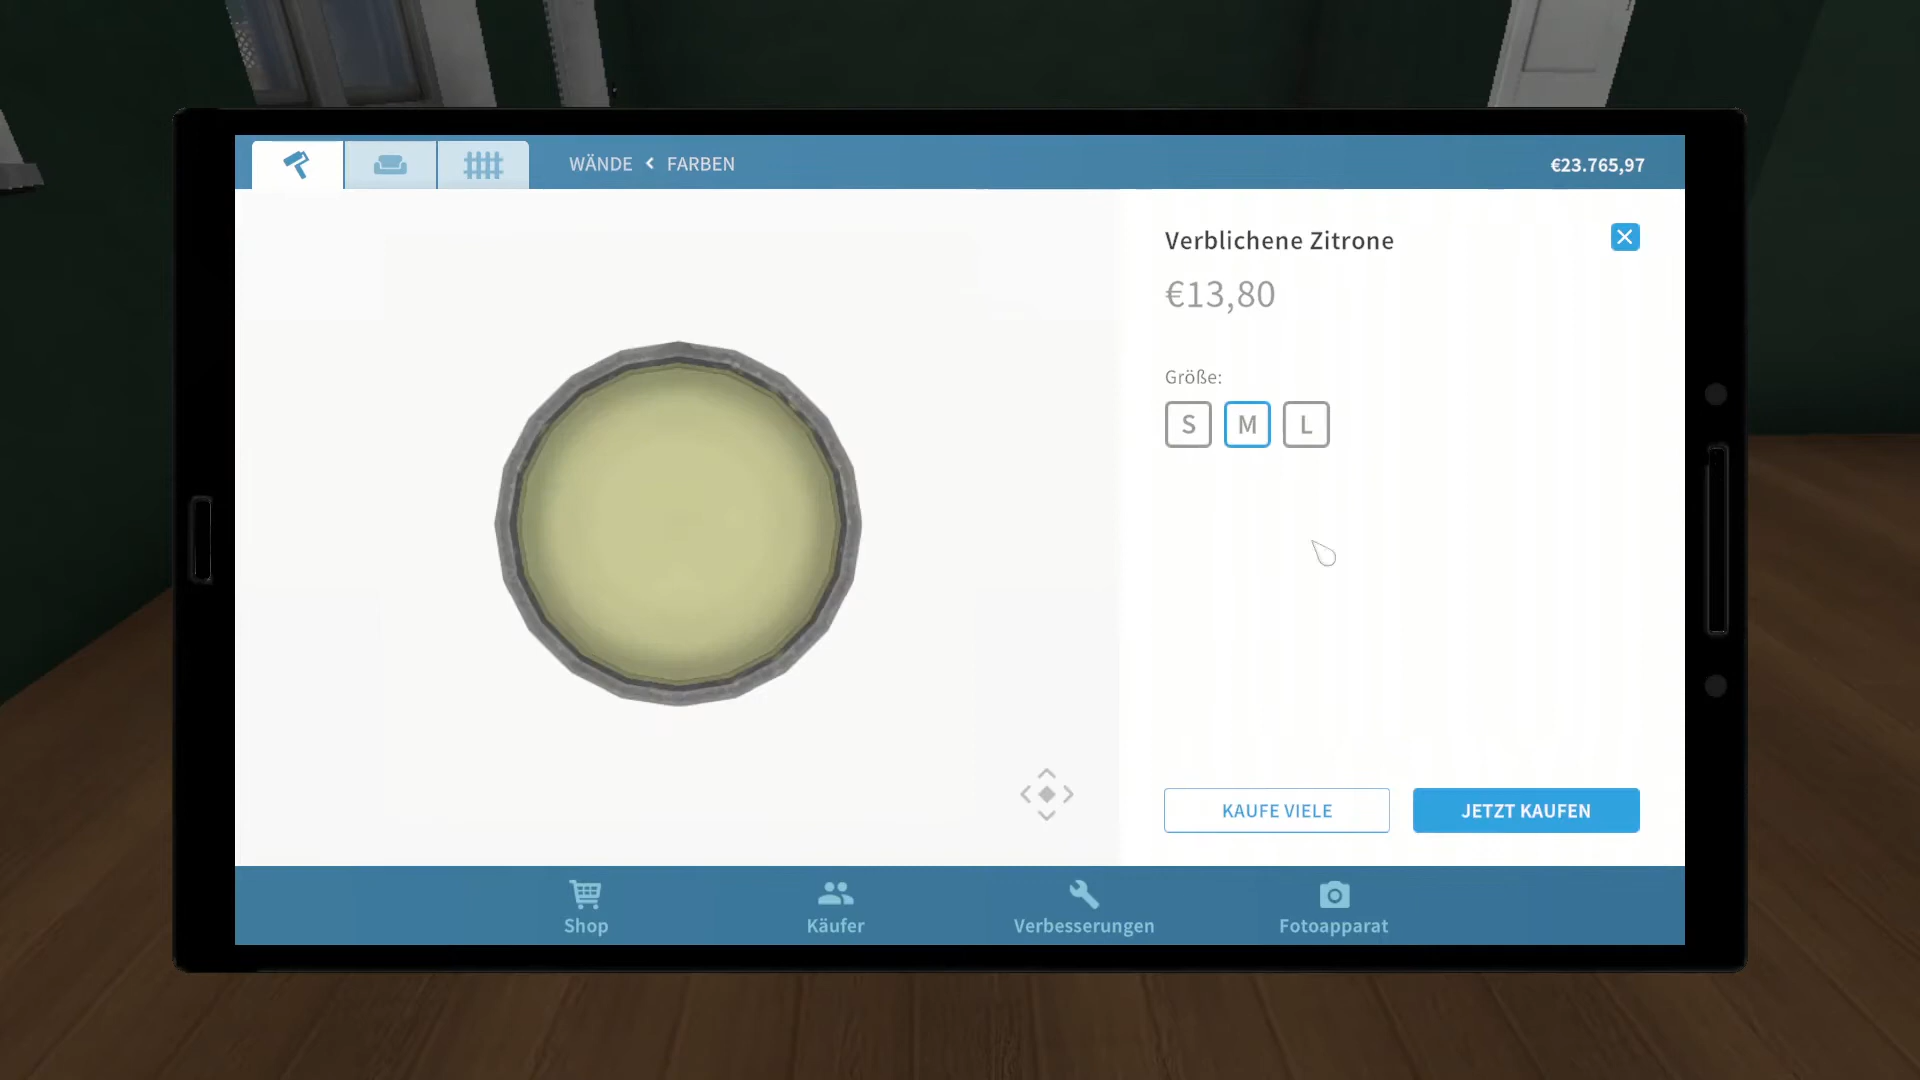 WÄNDE < FARBEN
€23.765,97
Verblichene Zitrone
€13,80
Größe:
S M L
KAUFE VIELE
JETZT KAUFEN
Shop
Käufer
Verbesserungen
Fotoapparat